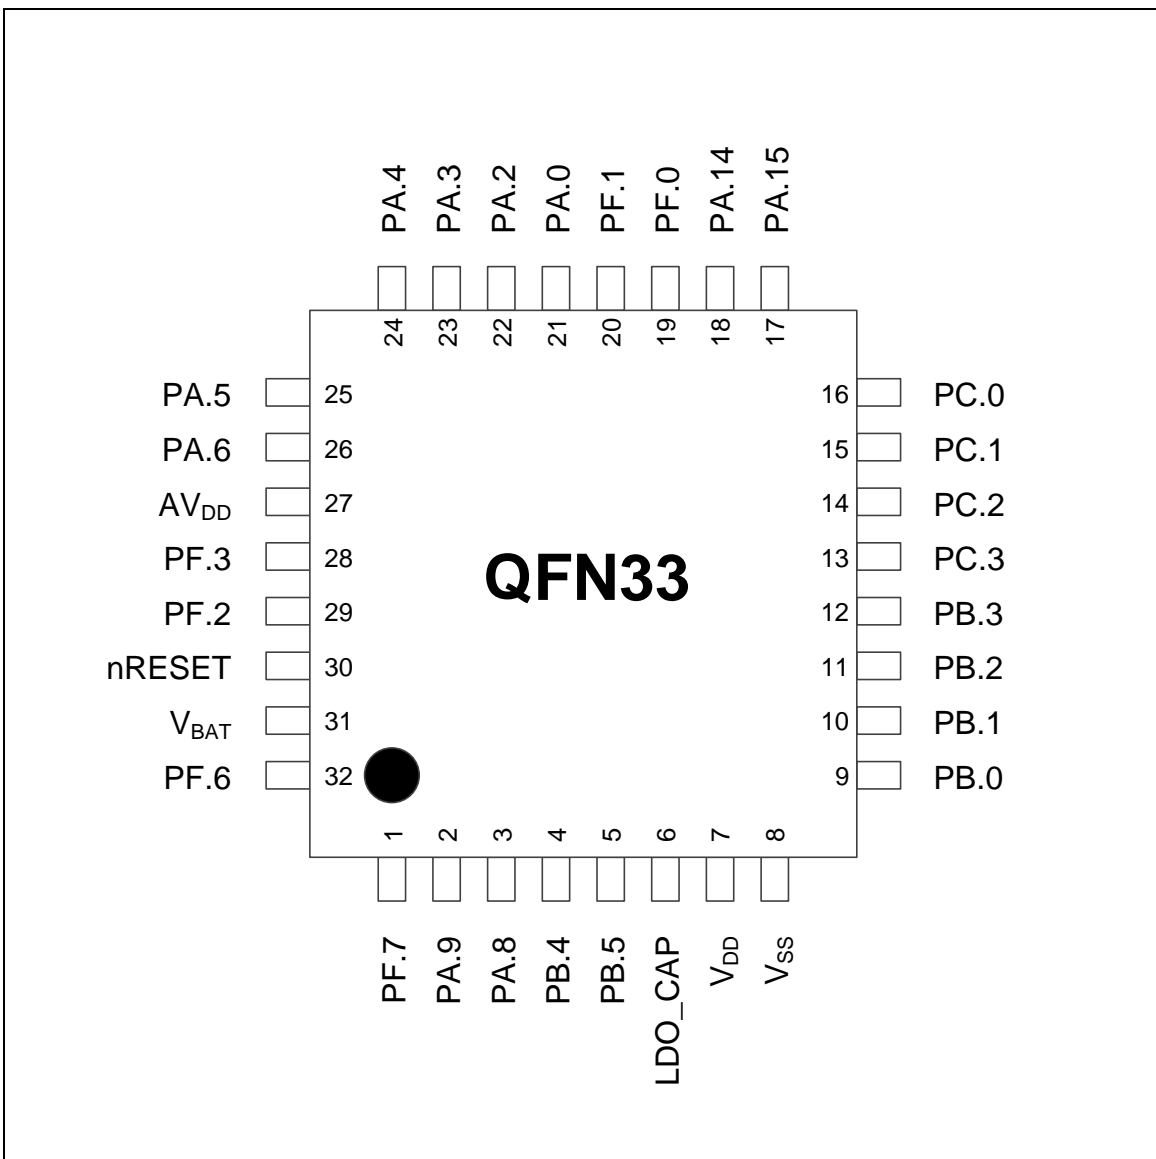 PA.4 PA.3 PA.2 PA.0 PF.1 PF.0 PA.14 PA.15
24 23 22 21 20 19 18 17
PA.5 25 16 PC.0
PA.6 26 15 PC.1
AVDD 27 14 PC.2
PF.3 28 13 PC.3
QFN33
PF.2 29 12 PB.3
nRESET 30 11 PB.2
VBAT 31 10 PB.1
PF.6 32 9 PB.0
1 2 3 4 5 6 7 8
PF.7 PA.9 PA.8 PB.4 PB.5 LDO_CAP VDD VSS